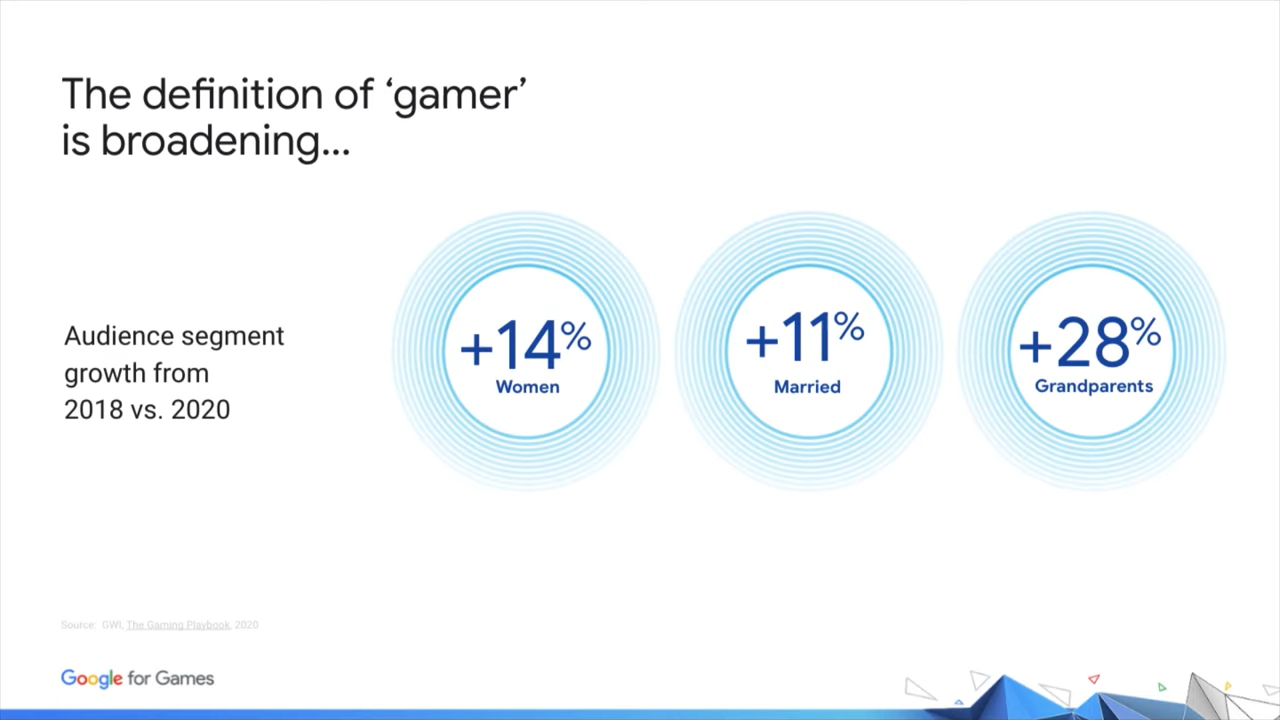 The definition of ‘gamer’
is broadening...
Audience segment
growth from
2018 vs. 2020
+14%
Women
+11%
Married
+28%
Grandparents
Source: GWI, The Gaming Playbook, 2020
Google for Games